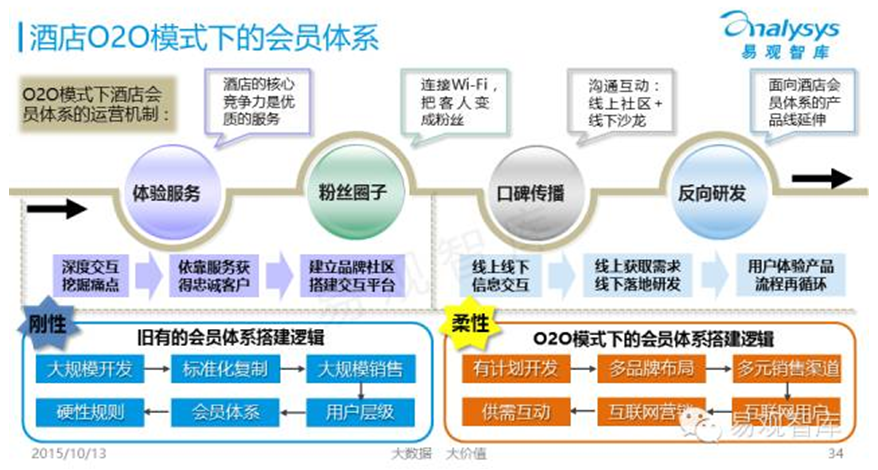 酒店O2O模式下的会员体系
analysys
易观智库
O2O模式下酒店会
员体系的运营机制：
酒店的核心
竞争力是优
质的服务
连接Wi-Fi，
把客人变
成粉丝
沟通互动：
线上社区+
线下沙龙
面向酒店会
员体系的产
品线延伸
体验服务
粉丝圈子
口碑传播
反向研发
深度交互
挖掘痛点
依靠服务获
得忠诚客户
建立品牌社区
搭建交互平台
线上线下
信息交互
线上获取需求
线下落地研发
用户体验产品
流程再循环
易观智库
刚性
旧有的会员体系搭建逻辑
大规模开发
标准化复制
大规模销售
硬性规则
会员体系
用户层级
柔性
O2O模式下的会员体系搭建逻辑
有计划开发
多品牌布局
多元销售渠道
供需互动
互联网营销
互联网用户
易观智库
2015/10/13
大数据 大价值
34